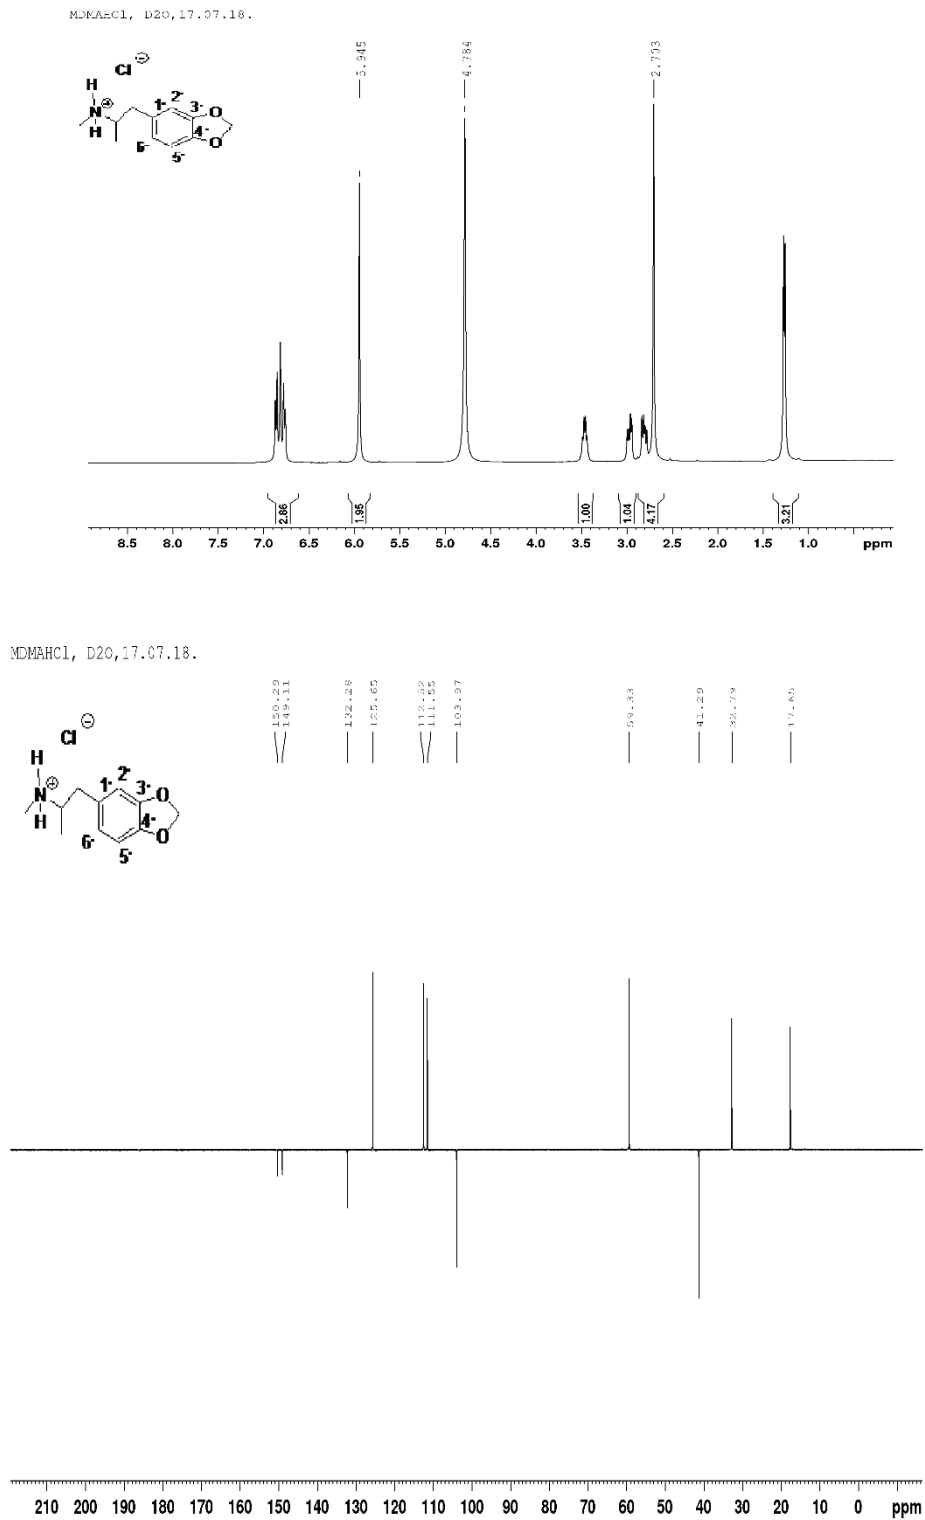 MDMAHCl, D2O,17.07.18.
5.945
4.784
2.703
Cl ⊖
H
N ⊕
H
1' 2' 3' O
4' O
6' 5'
2.86 1.95 1.00 1.04 4.17 3.21
8.5 8.0 7.5 7.0 6.5 6.0 5.5 5.0 4.5 4.0 3.5 3.0 2.5 2.0 1.5 1.0 ppm
MDMAHCl, D2O,17.07.18.
150.29
149.11
132.28
125.65
112.52
111.55
103.97
59.33
41.29
32.79
17.65
Cl ⊖
H
N ⊕
H
1' 2' 3' O
4' O
6' 5'
210 200 190 180 170 160 150 140 130 120 110 100 90 80 70 60 50 40 30 20 10 0 ppm